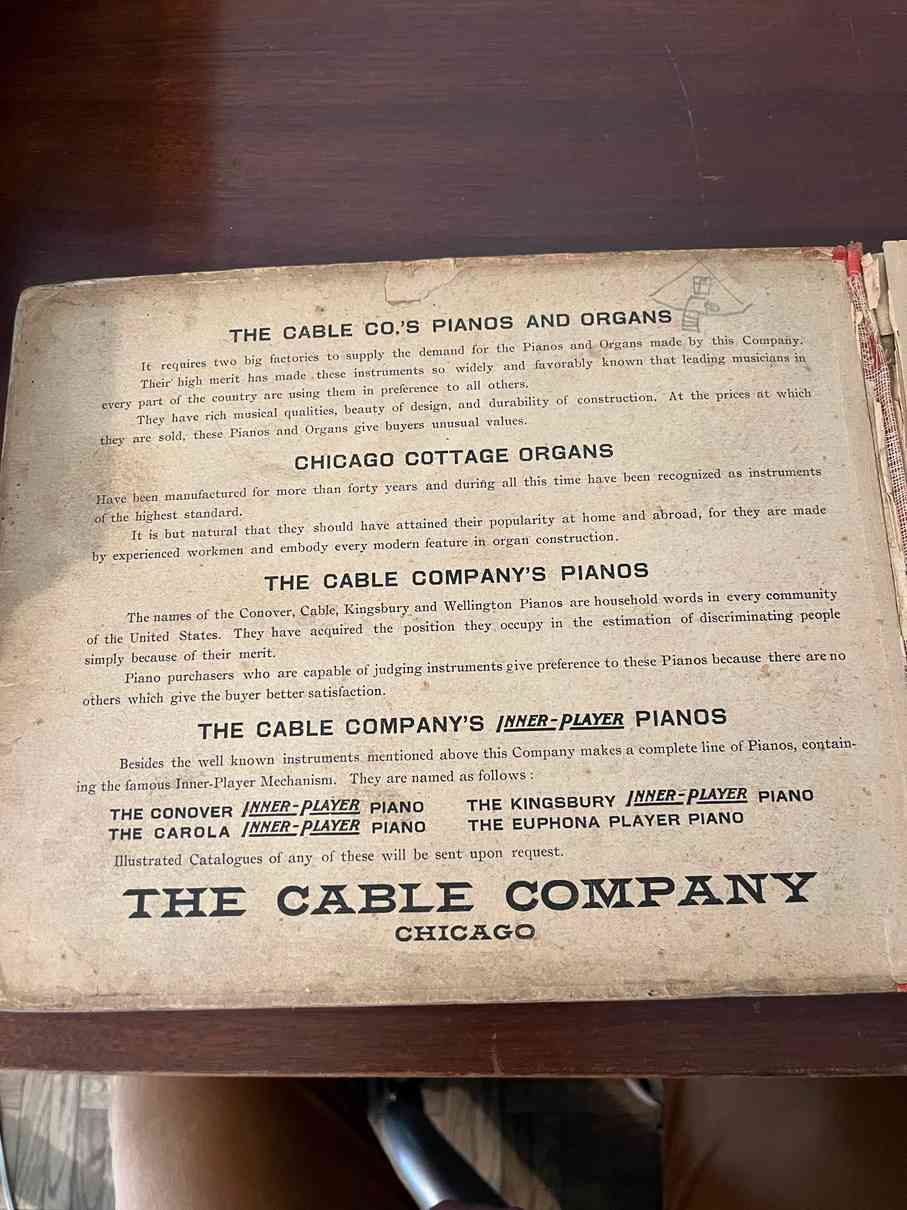 THE CABLE CO.'S PIANOS AND ORGANS
It requires two big factories to supply the demand for the Pianos and Organs made by this Company.
Their high merit has made these instruments so widely and favorably known that leading musicians in
every part of the country are using them in preference to all others.
They have rich musical qualities, beauty of design, and durability of construction. At the prices at which
they are sold, these Pianos and Organs give buyers unusual values.
CHICAGO COTTAGE ORGANS
Have been manufactured for more than forty years and during all this time have been recognized as instruments
of the highest standard.
It is but natural that they should have attained their popularity at home and abroad, for they are made
by experienced workmen and embody every modern feature in organ construction.
THE CABLE COMPANY'S PIANOS
The names of the Conover, Cable, Kingsbury and Wellington Pianos are household words in every community
of the United States. They have acquired the position they occupy in the estimation of discriminating people
simply because of their merit.
Piano purchasers who are capable of judging instruments give preference to these Pianos because there are no
others which give the buyer better satisfaction.
THE CABLE COMPANY'S INNER-PLAYER PIANOS
Besides the well known instruments mentioned above this Company makes a complete line of Pianos, contain-
ing the famous Inner-Player Mechanism. They are named as follows:
THE CONOVER INNER-PLAYER PIANO THE KINGSBURY INNER-PLAYER PIANO
THE CAROLA INNER-PLAYER PIANO THE EUPHONA PLAYER PIANO
Illustrated Catalogues of any of these will be sent upon request.
THE CABLE COMPANY
CHICAGO